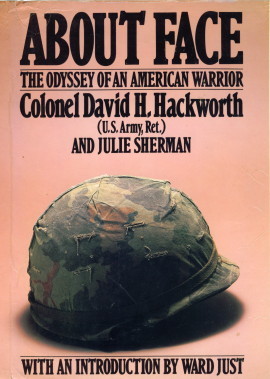 ABOUT FACE
THE ODYSSEY OF AN AMERICAN WARRIOR
Colonel David H. Hackworth
(U.S. Army, Ret.)
AND JULIE SHERMAN
WITH AN INTRODUCTION BY WARD JUST